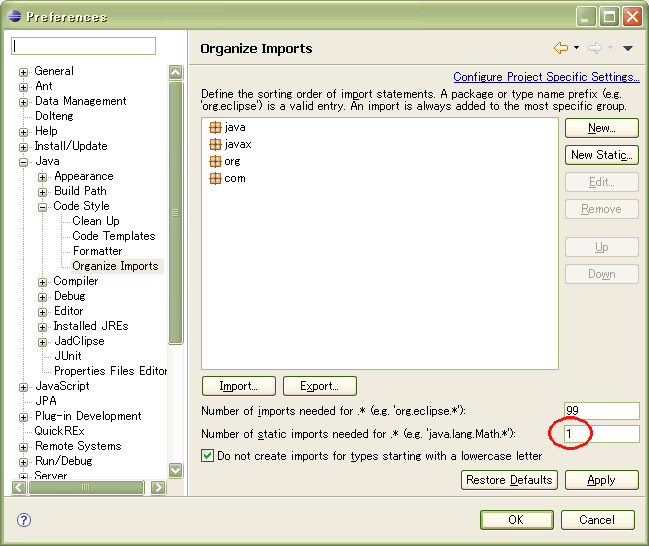 Preferences
Organize Imports
Configure Project Specific Settings...
Define the sorting order of import statements. A package or type name prefix (e.g.
'org.eclipse') is a valid entry. An import is always added to the most specific group.
General
Ant
Data Management
Dolteng
Help
Install/Update
Java
Appearance
Build Path
Code Style
Clean Up
Code Templates
Formatter
Organize Imports
Compiler
Debug
Editor
Installed JREs
JadClipse
JUnit
Properties Files Editor
JavaScript
JPA
Plug-in Development
QuickREx
Remote Systems
Run/Debug
Server
java
javax
org
com
New...
New Static...
Edit...
Remove
Up
Down
Import...
Export...
Number of imports needed for .* (e.g. 'org.eclipse.*'):
99
Number of static imports needed for .* (e.g. 'java.lang.Math.*'):
1
Do not create imports for types starting with a lowercase letter
Restore Defaults
Apply
?
OK
Cancel